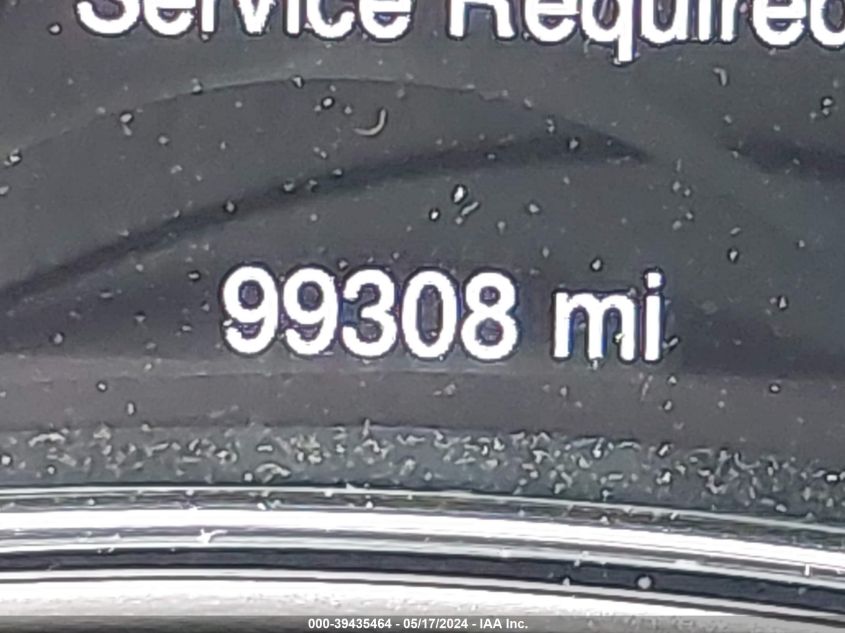 Service Required
99308 mi
000-39435464 - 05/17/2024 - IAA Inc.